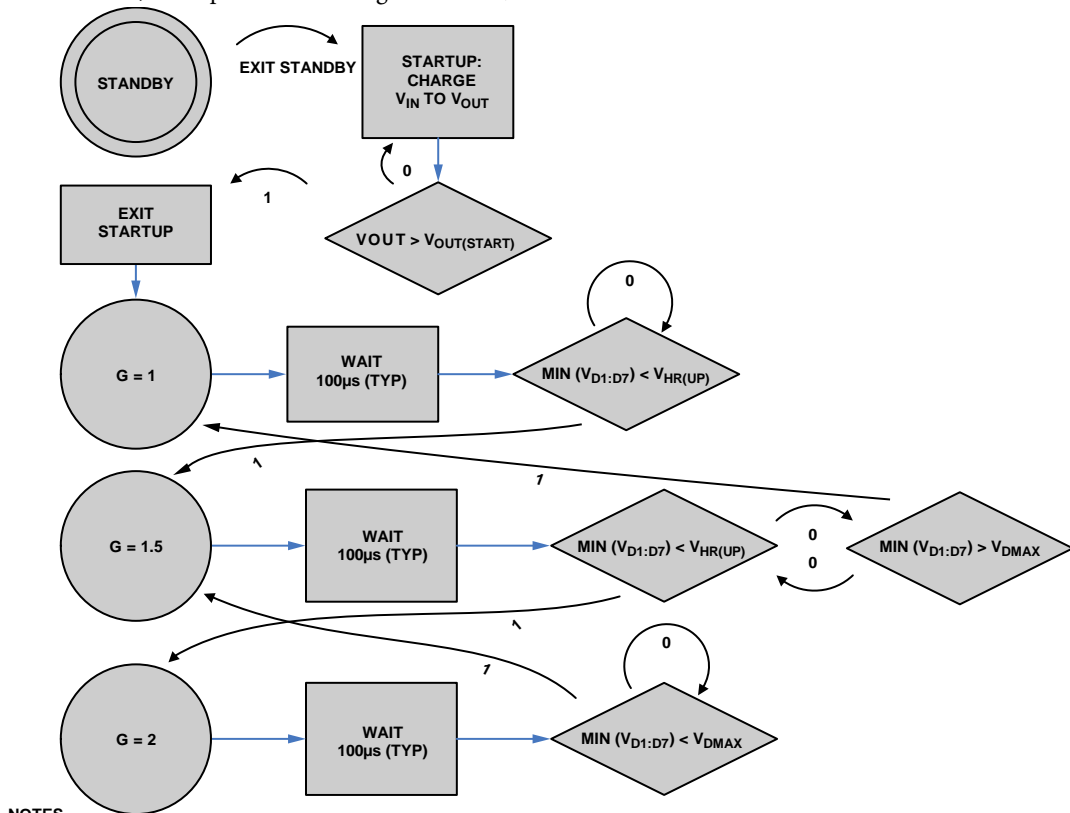 STANDBY
EXIT STANDBY
STARTUP:
CHARGE
VIN TO VOUT
0
1
EXIT
STARTUP
VOUT > VOUT(START)
0
G = 1
WAIT
100µs (TYP)
MIN (VD1:D7) < VHR(UP)
1
1
G = 1.5
WAIT
100µs (TYP)
MIN (VD1:D7) < VHR(UP)
0
0
MIN (VD1:D7) > VDMAX
1
1
0
G = 2
WAIT
100µs (TYP)
MIN (VD1:D7) < VDMAX